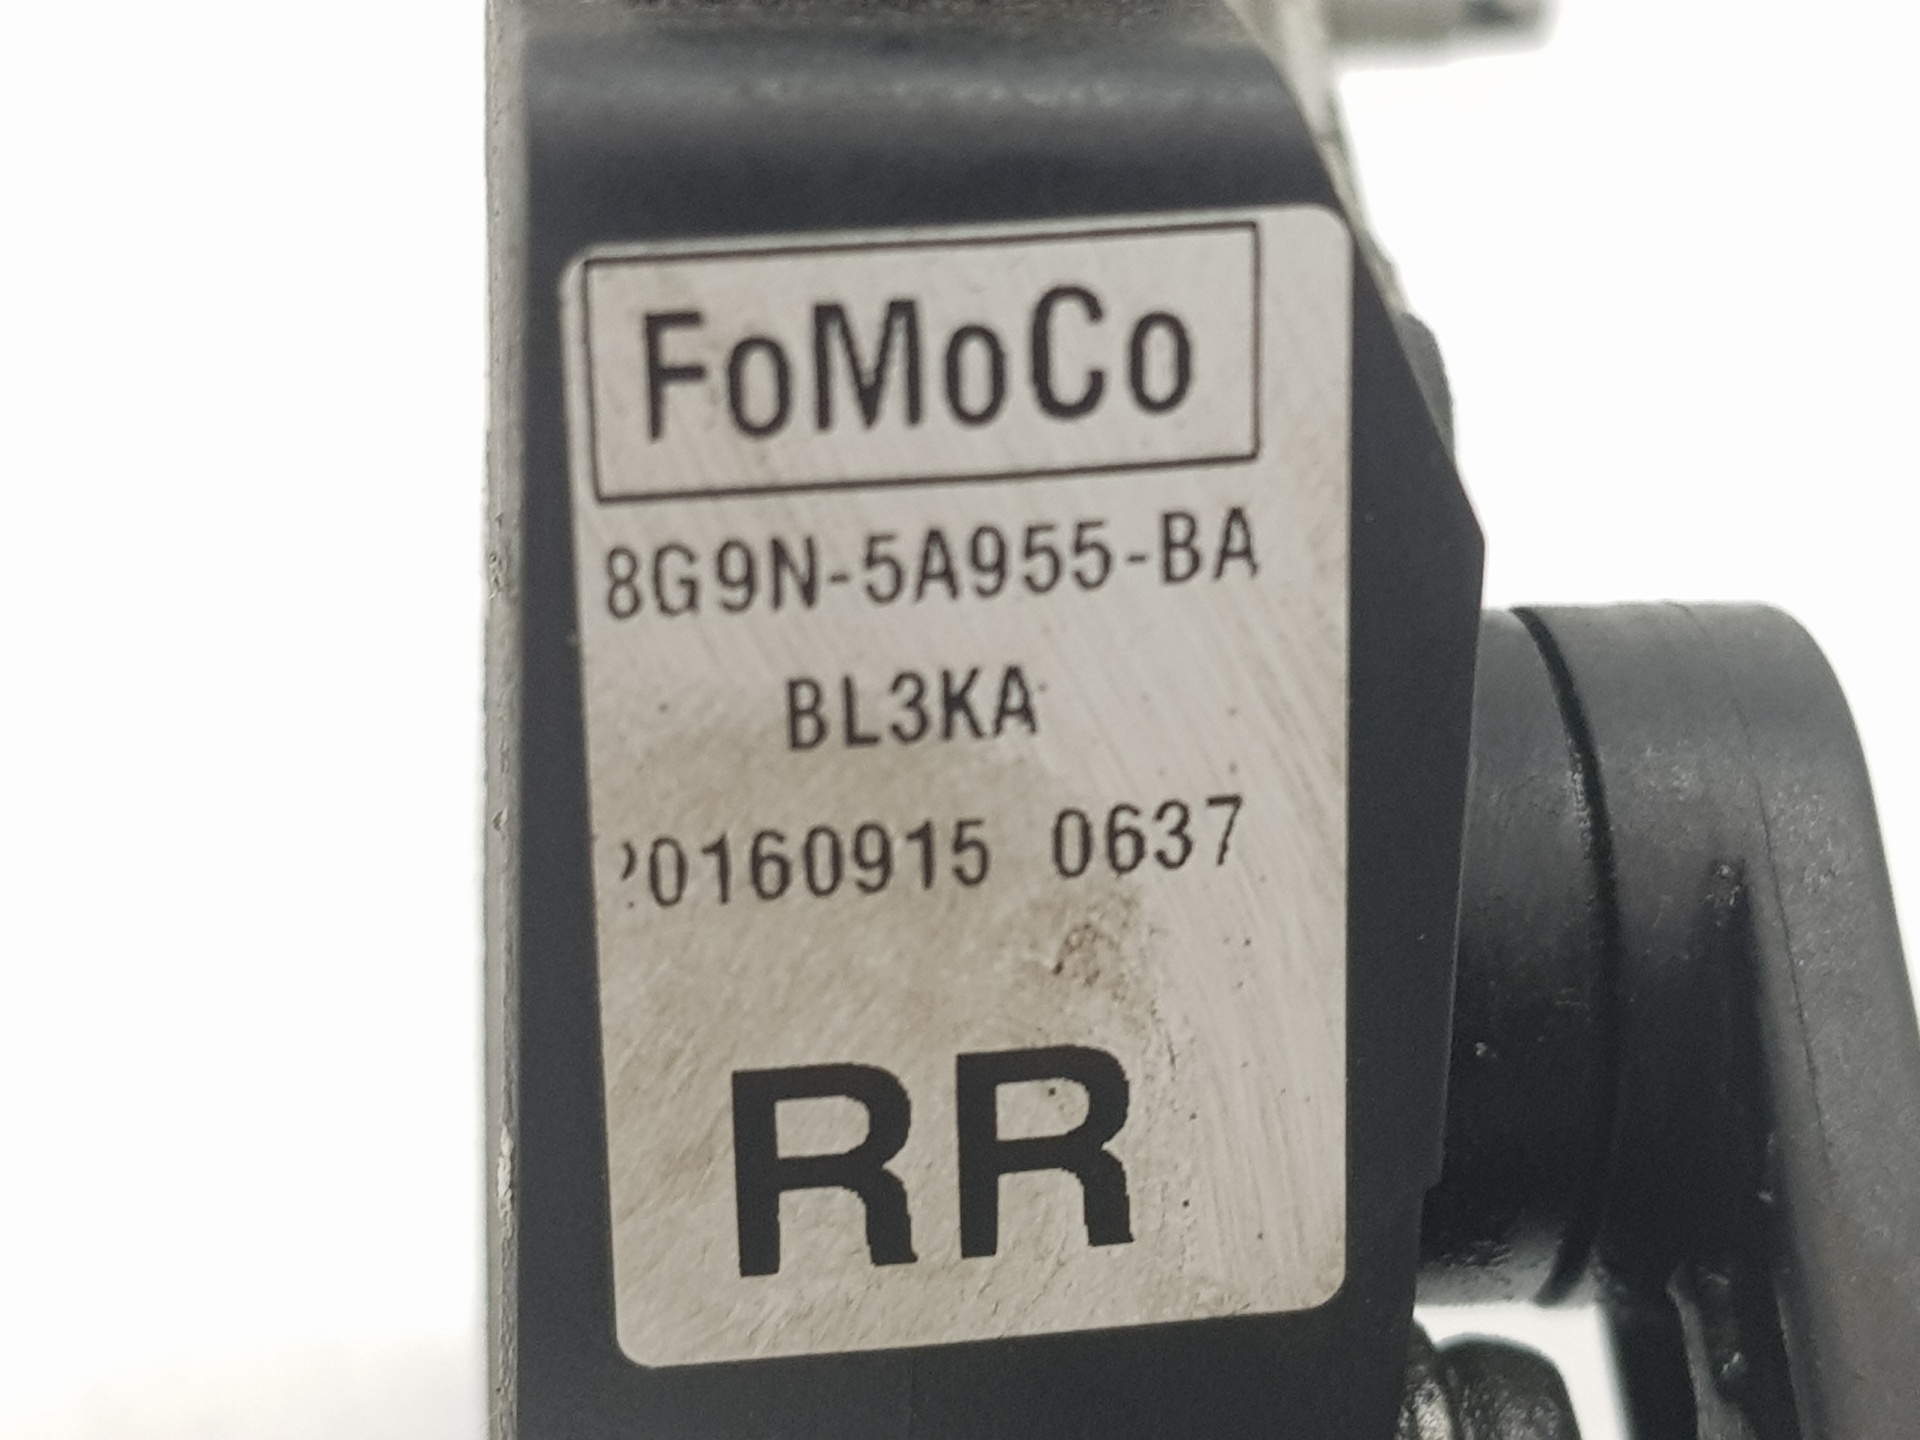 FoMoCo
8G9N-5A955-BA
BL3KA
20160915 0637
RR